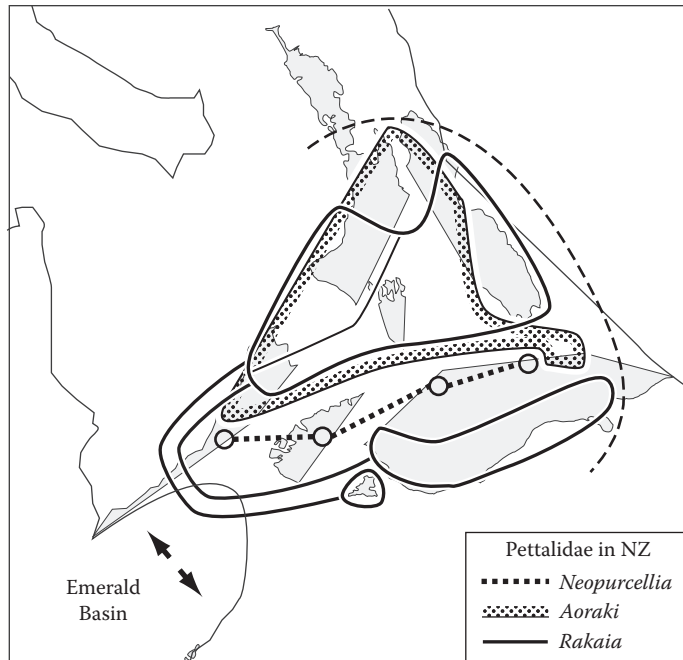 Emerald
Basin
Pettalidae in NZ
Neopurcellia
Aoraki
Rakaia